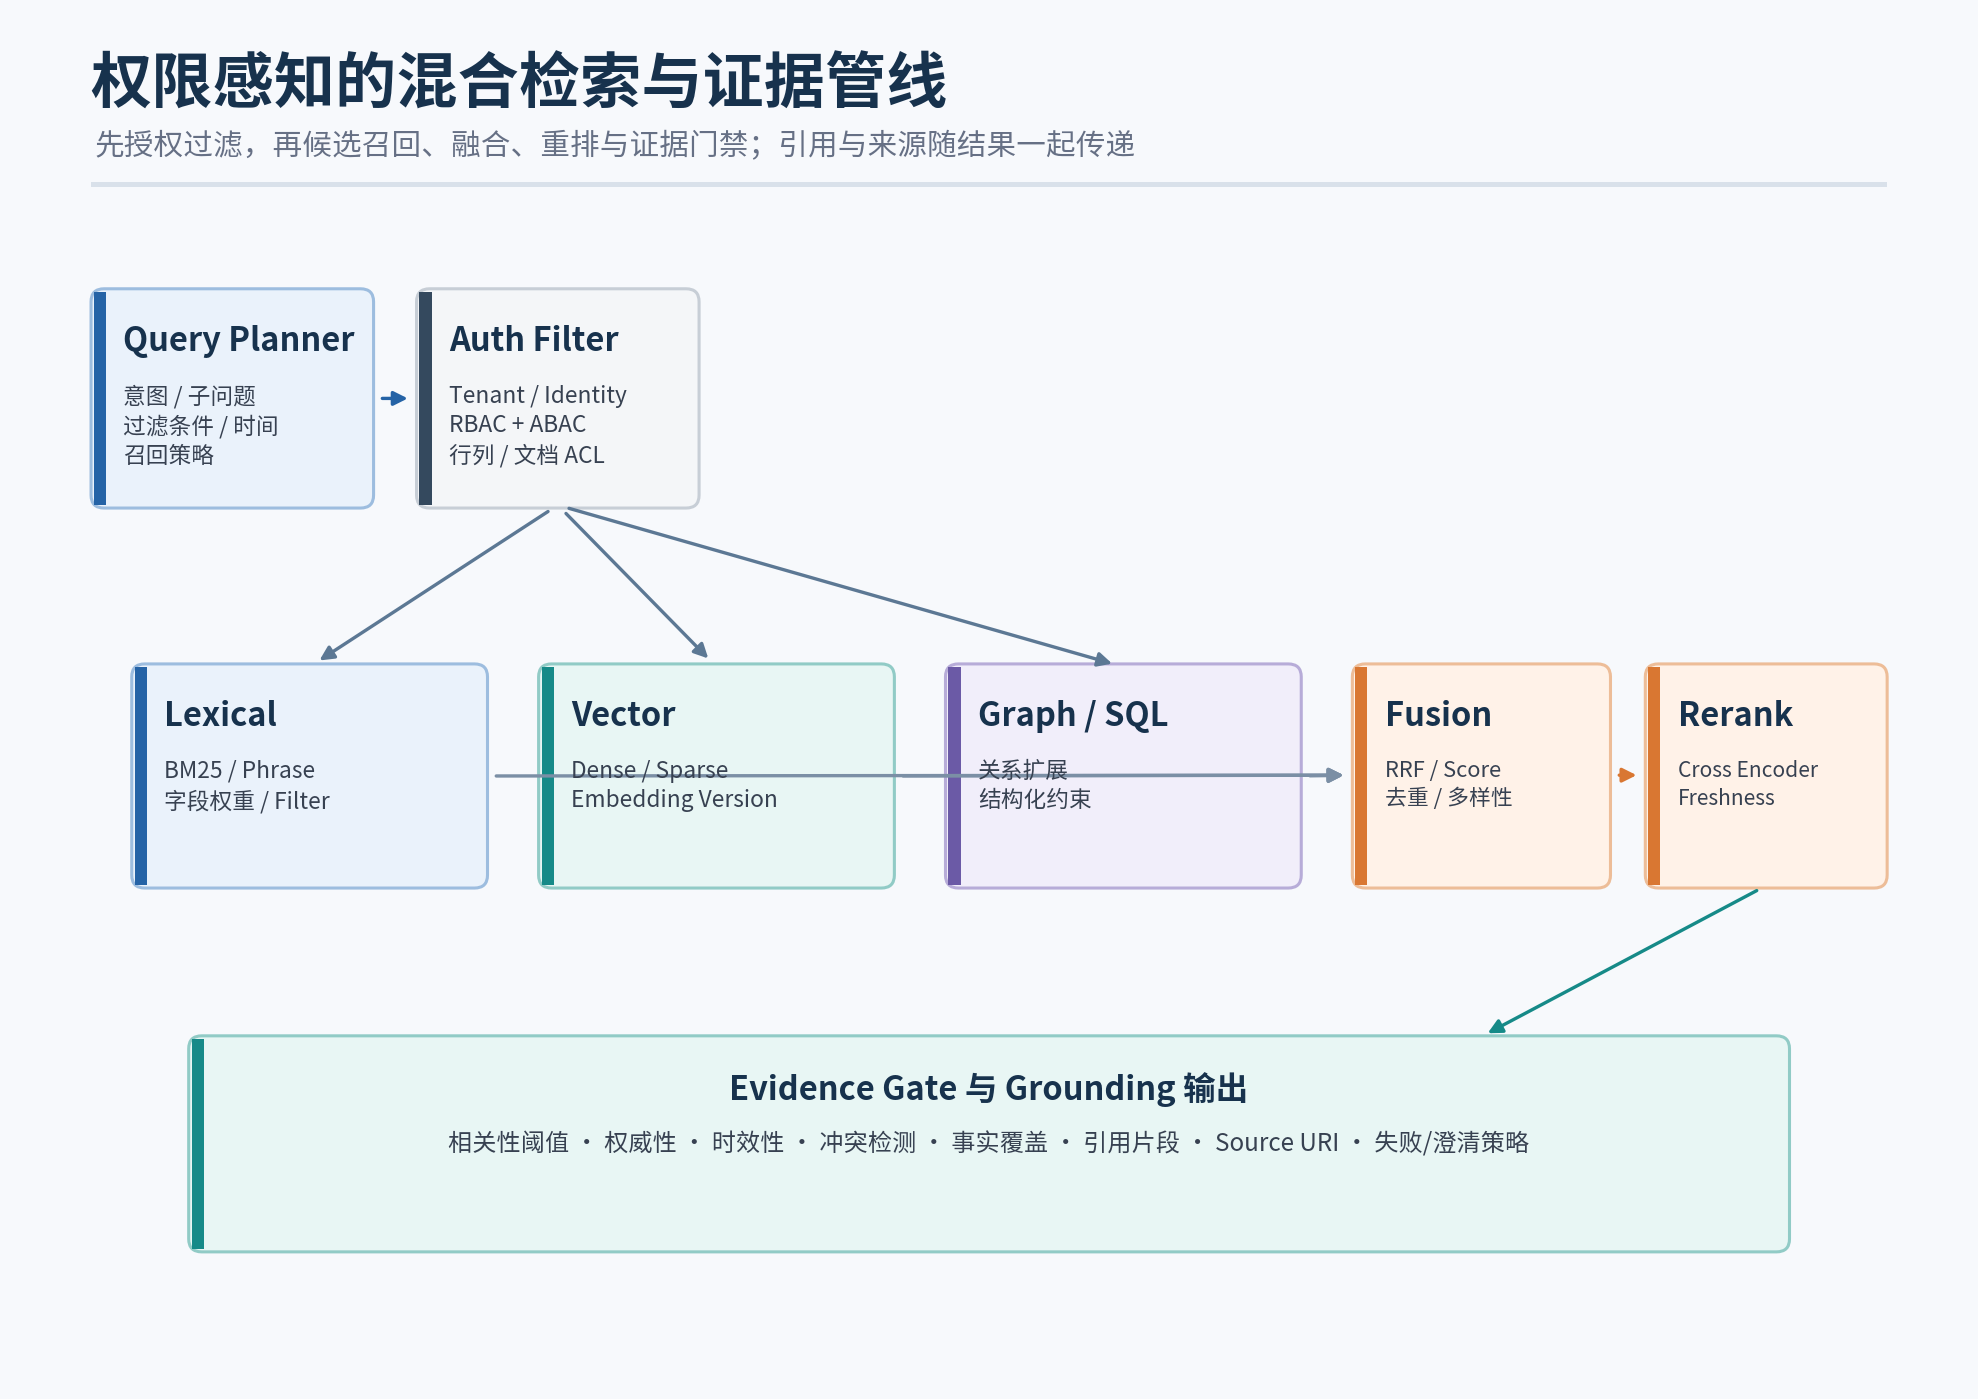 权限感知的混合检索与证据管线
先授权过滤，再候选召回、融合、重排与证据门禁；引用与来源随结果一起传递
Query Planner
意图 / 子问题
过滤条件 / 时间
召回策略
Auth Filter
Tenant / Identity
RBAC + ABAC
行列 / 文档 ACL
Lexical
BM25 / Phrase
字段权重 / Filter
Vector
Dense / Sparse
Embedding Version
Graph / SQL
关系扩展
结构化约束
Fusion
RRF / Score
去重 / 多样性
Rerank
Cross Encoder
Freshness
Evidence Gate 与 Grounding 输出
相关性阈值 · 权威性 · 时效性 · 冲突检测 · 事实覆盖 · 引用片段 · Source URI · 失败/澄清策略